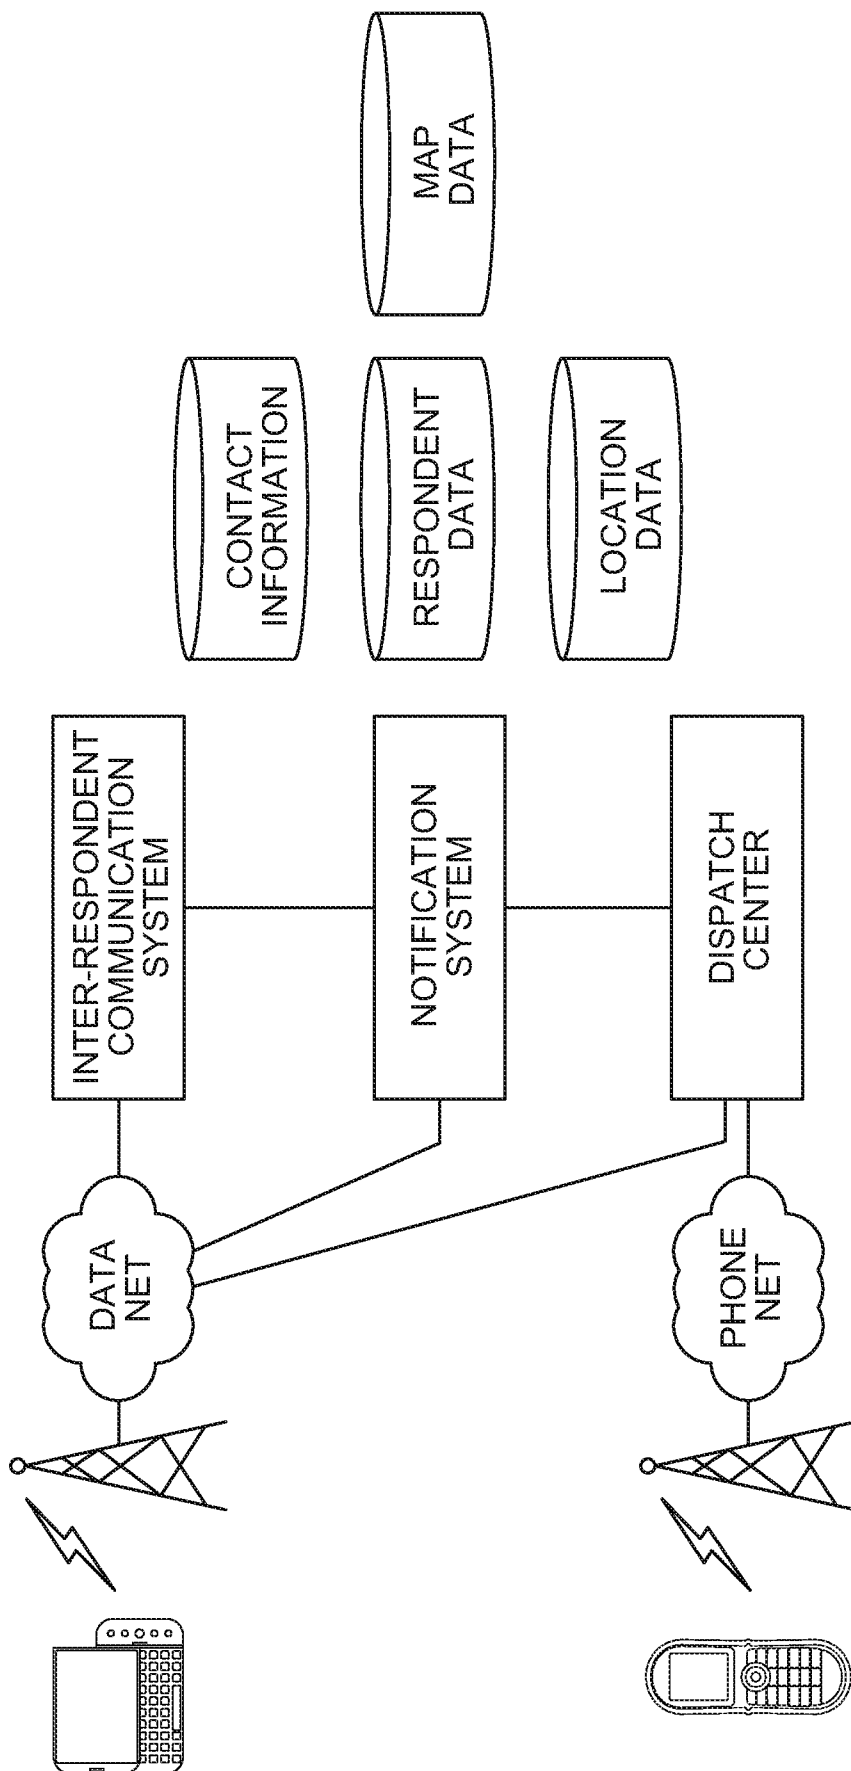 INTER-RESPONDENT
COMMUNICATION
SYSTEM
CONTACT
INFORMATION
DATA
NET
NOTIFICATION
SYSTEM
RESPONDENT
DATA
MAP
DATA
LOCATION
DATA
PHONE
NET
DISPATCH
CENTER